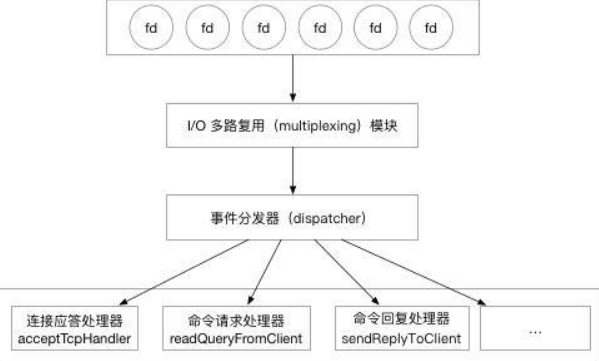 fd fd fd fd fd fd
I/O 多路复用（multiplexing）模块
事件分发器（dispatcher）
连接应答处理器
acceptTcpHandler
命令请求处理器
readQueryFromClient
命令回复处理器
sendReplyToClient
...